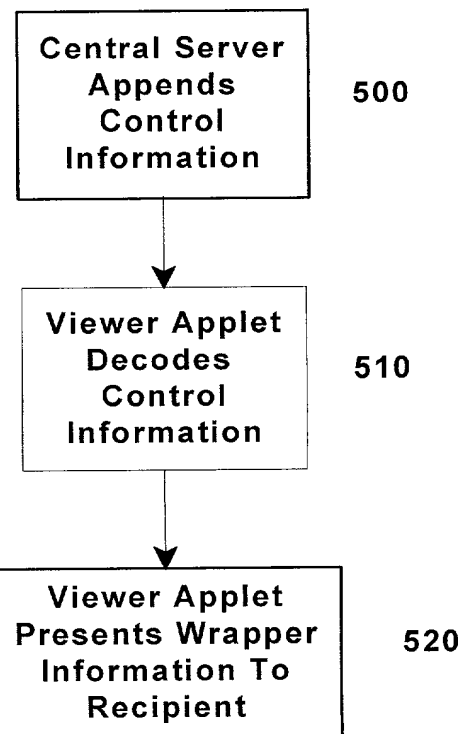 Central Server
Appends
Control
Information
500
Viewer Applet
Decodes
Control
Information
510
Viewer Applet
Presents Wrapper
Information To
Recipient
520